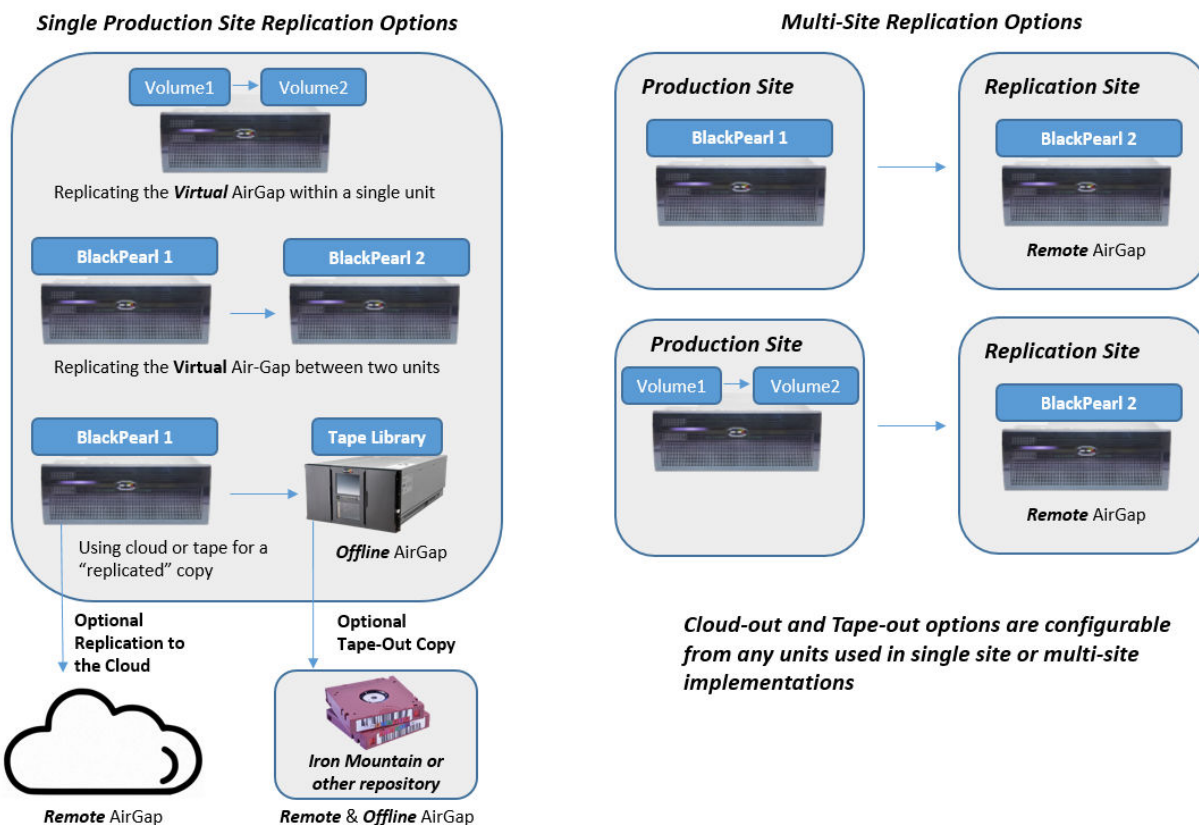 Single Production Site Replication Options
Volume1
Volume2
Replicating the Virtual AirGap within a single unit
BlackPearl 1
BlackPearl 2
Replicating the Virtual Air-Gap between two units
BlackPearl 1
Tape Library
Using cloud or tape for a
“replicated” copy
Offline AirGap
Optional
Replication to
the Cloud
Optional
Tape-Out Copy
Iron Mountain or
other repository
Remote AirGap
Remote & Offline AirGap
Multi-Site Replication Options
Production Site
BlackPearl 1
Replication Site
BlackPearl 2
Remote AirGap
Production Site
Volume1
Volume2
Replication Site
BlackPearl 2
Remote AirGap
Cloud-out and Tape-out options are configurable
from any units used in single site or multi-site
implementations